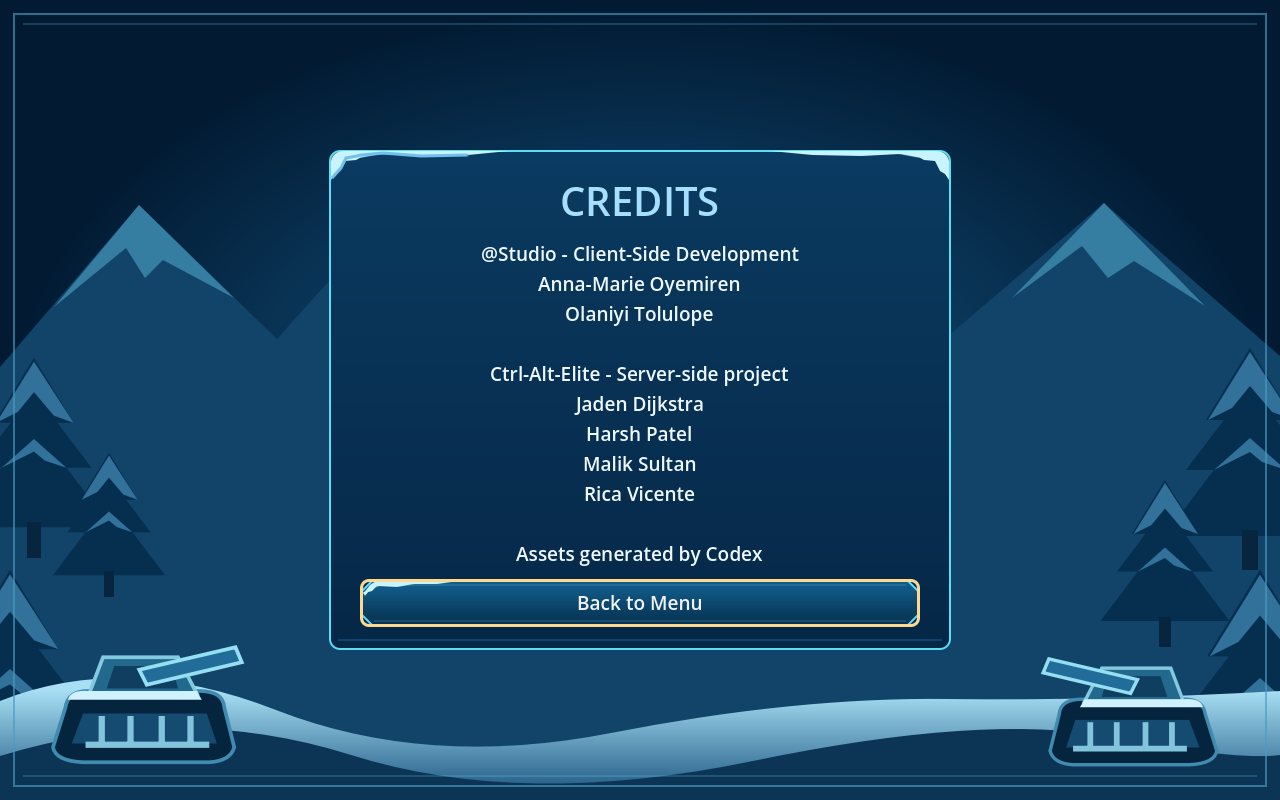 CREDITS
@Studio - Client-Side Development
Anna-Marie Oyemiren
Olaniyi Tolulope
Ctrl-Alt-Elite - Server-side project
Jaden Dijkstra
Harsh Patel
Malik Sultan
Rica Vicente
Assets generated by Codex
Back to Menu